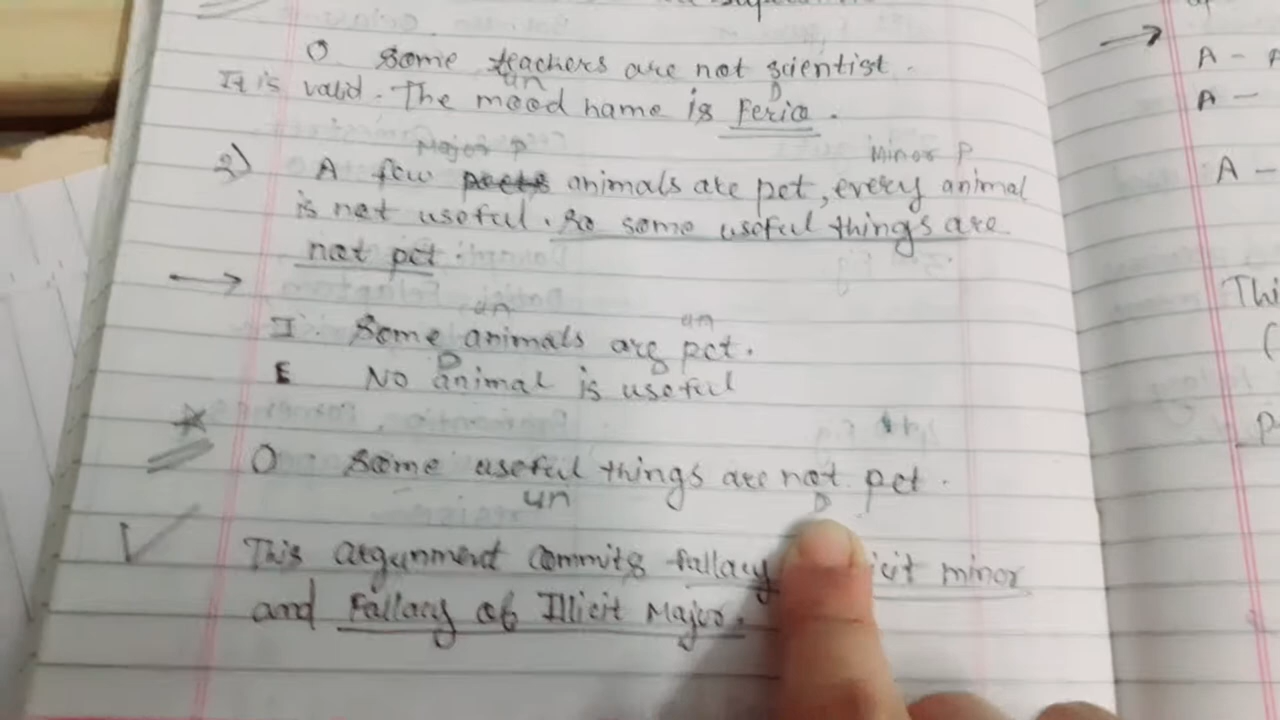 O some teachers are not scientist.
un D
It is valid. The mood name is Ferio.
Major P Minor P
2) A few animals are pet, every animal
is not useful. So some useful things are
not pet.
→
un un
I. Some animals are pet.
D
E No animal is useful
O. Some useful things are not pet.
un D
This argunment commits fallacy minor
and Fallacy of Illicit Major.
→
A -
A -
A -
Thi
(
P